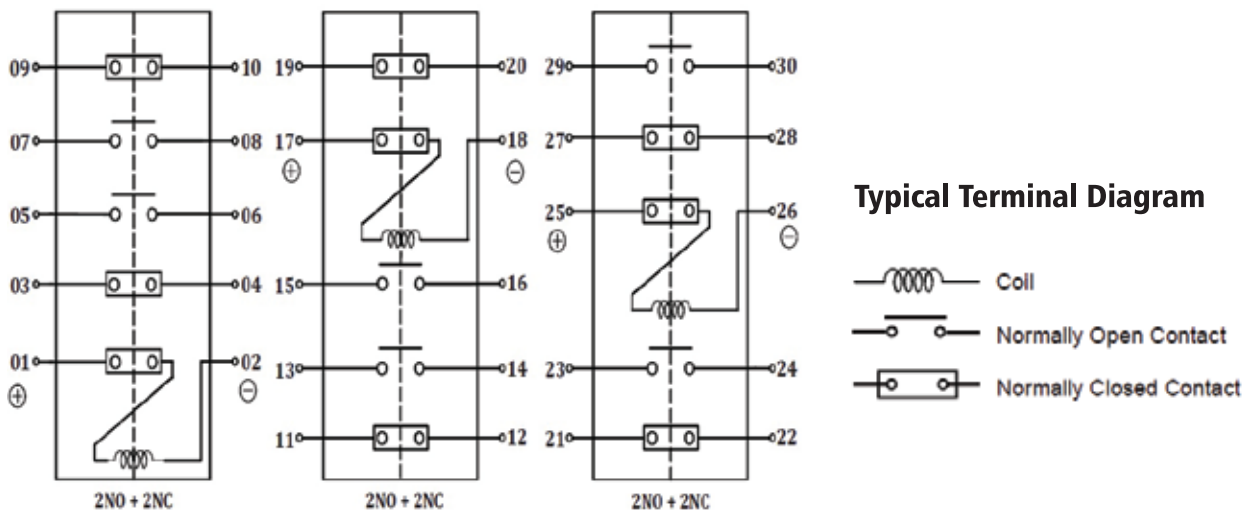 09 10
07 08
05 06
03 04
01 02
+ −
2NO + 2NC
19 20
17 18
+ −
15 16
13 14
11 12
2NO + 2NC
29 30
27 28
25 26
+ −
23 24
21 22
2NO + 2NC
Typical Terminal Diagram
Coil
Normally Open Contact
Normally Closed Contact